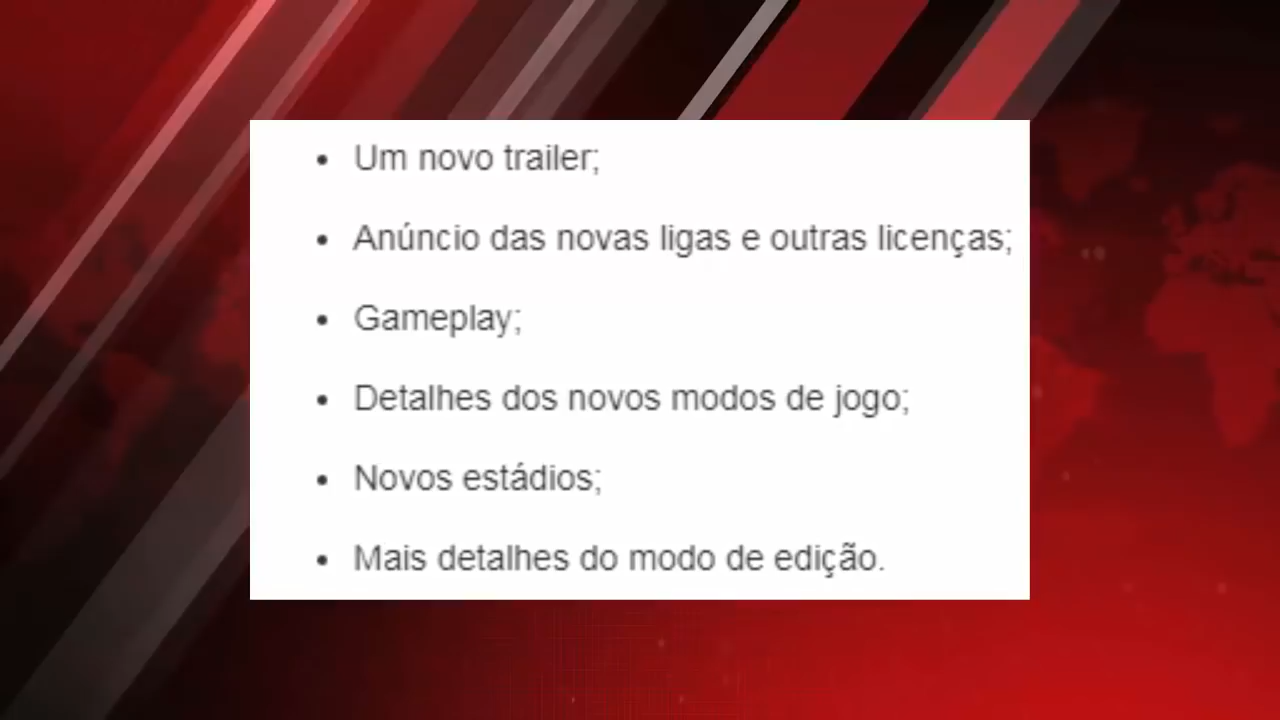 • Um novo trailer;
• Anúncio das novas ligas e outras licenças;
• Gameplay;
• Detalhes dos novos modos de jogo;
• Novos estádios;
• Mais detalhes do modo de edição.